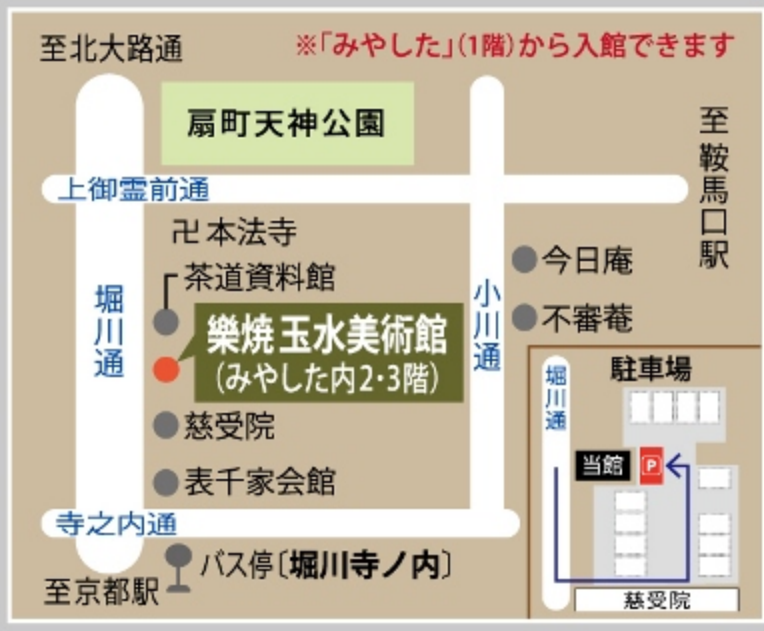 至北大路通
※「みやした」(1階)から入館できます
扇町天神公園
至鞍馬口駅
上御霊前通
卍本法寺
茶道資料館
今日庵
堀川通
小川通
不審菴
樂焼 玉水美術館
(みやした内2・3階)
慈受院
表千家会館
寺之内通
バス停〔堀川寺ノ内〕
至京都駅
駐車場
堀川通
当館
P
慈受院